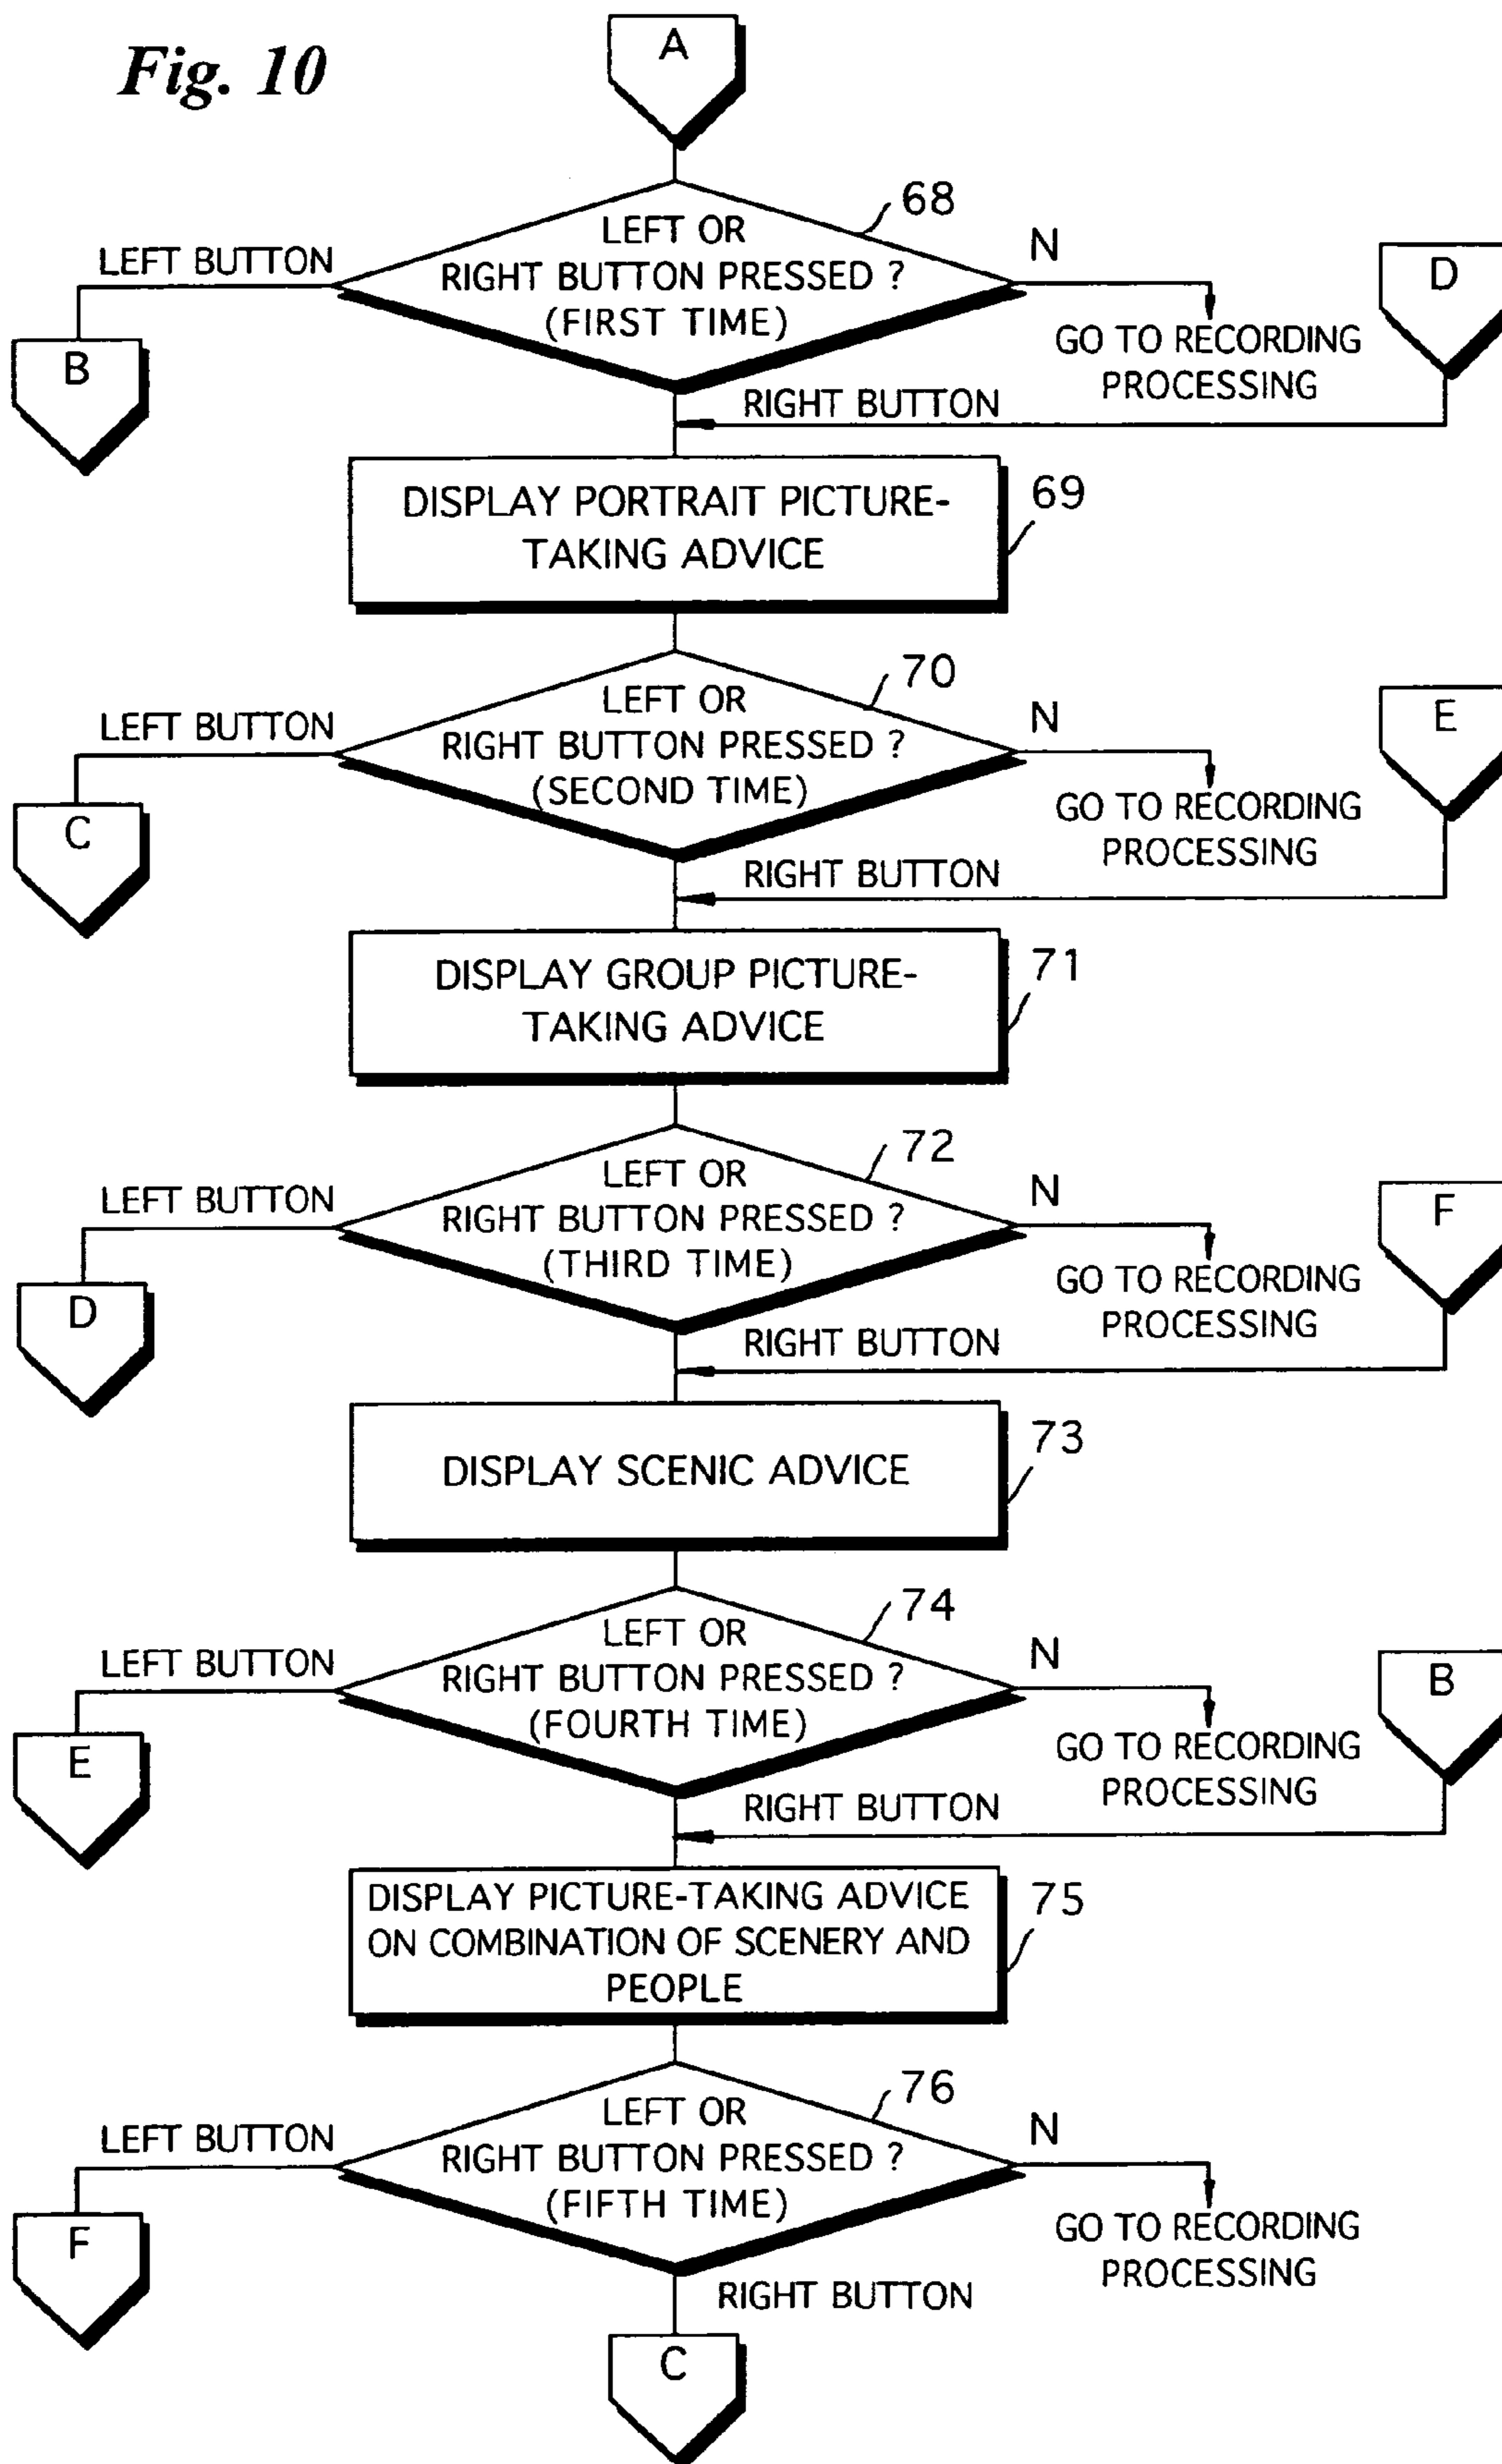 Fig. 10
A
68
LEFT OR
RIGHT BUTTON PRESSED ?
(FIRST TIME)
LEFT BUTTON
B
N
GO TO RECORDING
PROCESSING
D
RIGHT BUTTON
DISPLAY PORTRAIT PICTURE-
TAKING ADVICE
69
70
LEFT OR
RIGHT BUTTON PRESSED ?
(SECOND TIME)
LEFT BUTTON
C
N
GO TO RECORDING
PROCESSING
E
RIGHT BUTTON
DISPLAY GROUP PICTURE-
TAKING ADVICE
71
72
LEFT OR
RIGHT BUTTON PRESSED ?
(THIRD TIME)
LEFT BUTTON
D
N
GO TO RECORDING
PROCESSING
F
RIGHT BUTTON
DISPLAY SCENIC ADVICE
73
74
LEFT OR
RIGHT BUTTON PRESSED ?
(FOURTH TIME)
LEFT BUTTON
E
N
GO TO RECORDING
PROCESSING
B
RIGHT BUTTON
DISPLAY PICTURE-TAKING ADVICE
ON COMBINATION OF SCENERY AND
PEOPLE
75
76
LEFT OR
RIGHT BUTTON PRESSED ?
(FIFTH TIME)
LEFT BUTTON
F
N
GO TO RECORDING
PROCESSING
RIGHT BUTTON
C